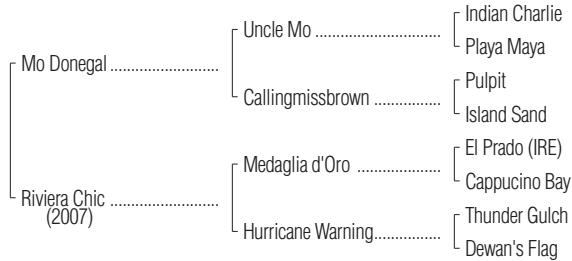 Indian Charlie
Uncle Mo ................................
Playa Maya
Mo Donegal ............................
Pulpit
Callingmissbrown .................
Island Sand
El Prado (IRE)
Medaglia d'Oro .....................
Cappucino Bay
Riviera Chic ............................
(2007)
Thunder Gulch
Hurricane Warning.................
Dewan's Flag